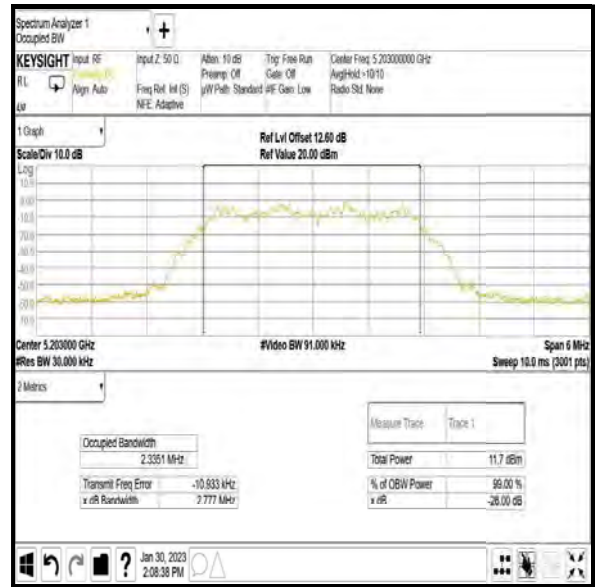 Spectrum Analyzer 1
Occupied BW
+
KEYSIGHT Input: RF Input Z: 50 Ω Atten: 10 dB Trig: Free Run Center Freq: 5.203000000 GHz
Preamp: Off Gate: Off Avg|Hold:>10/10
RL Align: Auto Freq Ref: Int (S) µW Path: Standard #IF Gain: Low Radio Std: None
NFE: Adaptive
1 Graph
Ref Lvl Offset 12.60 dB
Scale/Div 10.0 dB Ref Value 20.00 dBm
Log
10.0
0.00
Center 5.203000 GHz #Video BW 91.000 kHz Span 6 MHz
#Res BW 30.000 kHz Sweep 10.0 ms (3001 pts)
2 Metrics
Measure Trace Trace 1
Occupied Bandwidth
2.3351 MHz Total Power 11.7 dBm
Transmit Freq Error -10.933 kHz % of OBW Power 99.00 %
x dB Bandwidth 2.777 MHz x dB -26.00 dB
? Jan 30, 2023
2:08:38 PM